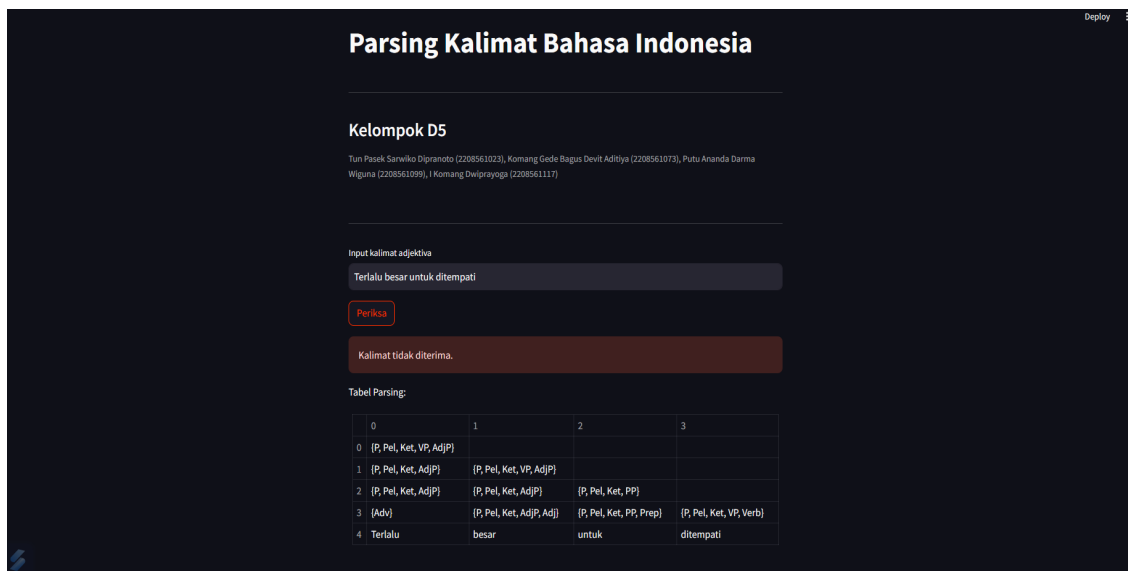 Deploy
Parsing Kalimat Bahasa Indonesia
Kelompok D5
Tun Pasek Sarwiko Dipranoto (2208561023), Komang Gede Bagus Devit Aditiya (2208561073), Putu Ananda Darma
Wiguna (2208561099), I Komang Dwiprayoga (2208561117)
Input kalimat adjektiva
Terlalu besar untuk ditempati
Periksa
Kalimat tidak diterima.
Tabel Parsing:
0 1 2 3
0 {P, Pel, Ket, VP, AdjP}
1 {P, Pel, Ket, AdjP} {P, Pel, Ket, VP, AdjP}
2 {P, Pel, Ket, AdjP} {P, Pel, Ket, AdjP} {P, Pel, Ket, PP}
3 {Adv} {P, Pel, Ket, AdjP, Adj} {P, Pel, Ket, PP, Prep} {P, Pel, Ket, VP, Verb}
4 Terlalu besar untuk ditempati